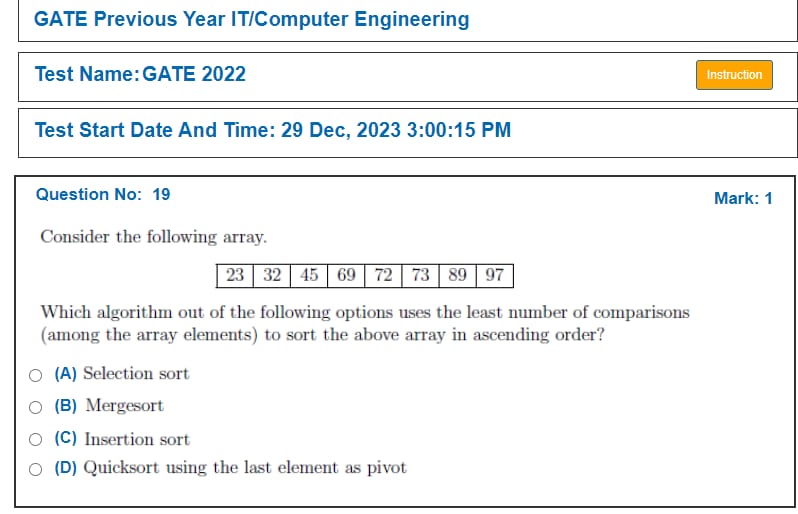 GATE Previous Year IT/Computer Engineering
Test Name:GATE 2022
Instruction
Test Start Date And Time: 29 Dec, 2023 3:00:15 PM
Question No: 19
Mark: 1
Consider the following array.
23 32 45 69 72 73 89 97
Which algorithm out of the following options uses the least number of comparisons
(among the array elements) to sort the above array in ascending order?
(A) Selection sort
(B) Mergesort
(C) Insertion sort
(D) Quicksort using the last element as pivot